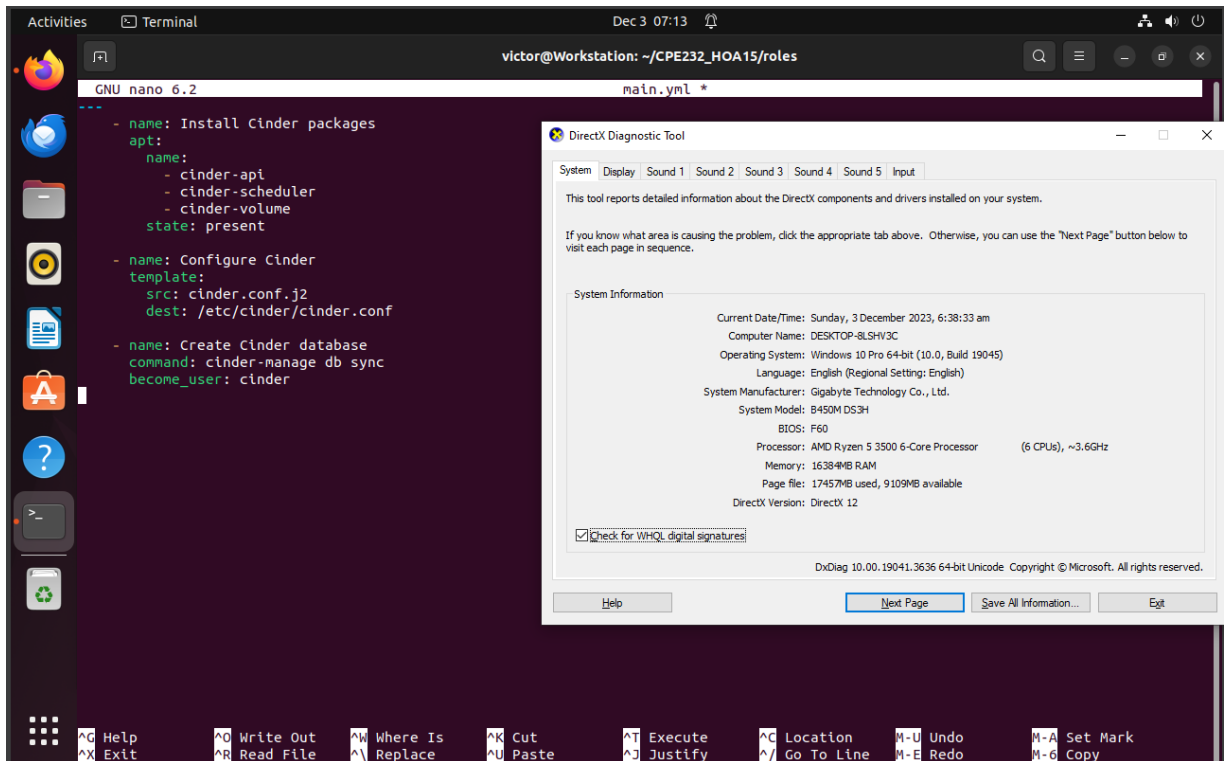 Activities Terminal Dec 3 07:13
victor@Workstation: ~/CPE232_HOA15/roles
GNU nano 6.2 main.yml *
---
- name: Install Cinder packages
apt:
name:
- cinder-api
- cinder-scheduler
- cinder-volume
state: present
- name: Configure Cinder
template:
src: cinder.conf.j2
dest: /etc/cinder/cinder.conf
- name: Create Cinder database
command: cinder-manage db sync
become_user: cinder
DirectX Diagnostic Tool
System Display Sound 1 Sound 2 Sound 3 Sound 4 Sound 5 Input
This tool reports detailed information about the DirectX components and drivers installed on your system.
If you know what area is causing the problem, click the appropriate tab above. Otherwise, you can use the "Next Page" button below to
visit each page in sequence.
System Information
Current Date/Time: Sunday, 3 December 2023, 6:38:33 am
Computer Name: DESKTOP-8LSHV3C
Operating System: Windows 10 Pro 64-bit (10.0, Build 19045)
Language: English (Regional Setting: English)
System Manufacturer: Gigabyte Technology Co., Ltd.
System Model: B450M DS3H
BIOS: F60
Processor: AMD Ryzen 5 3500 6-Core Processor (6 CPUs), ~3.6GHz
Memory: 16384MB RAM
Page file: 17457MB used, 9109MB available
DirectX Version: DirectX 12
Check for WHQL digital signatures
DxDiag 10.00.19041.3636 64-bit Unicode Copyright © Microsoft. All rights reserved.
Help Next Page Save All Information... Exit
^G Help ^O Write Out ^W Where Is ^K Cut ^T Execute ^C Location M-U Undo M-A Set Mark
^X Exit ^R Read File ^\ Replace ^U Paste ^J Justify ^/ Go To Line M-E Redo M-6 Copy